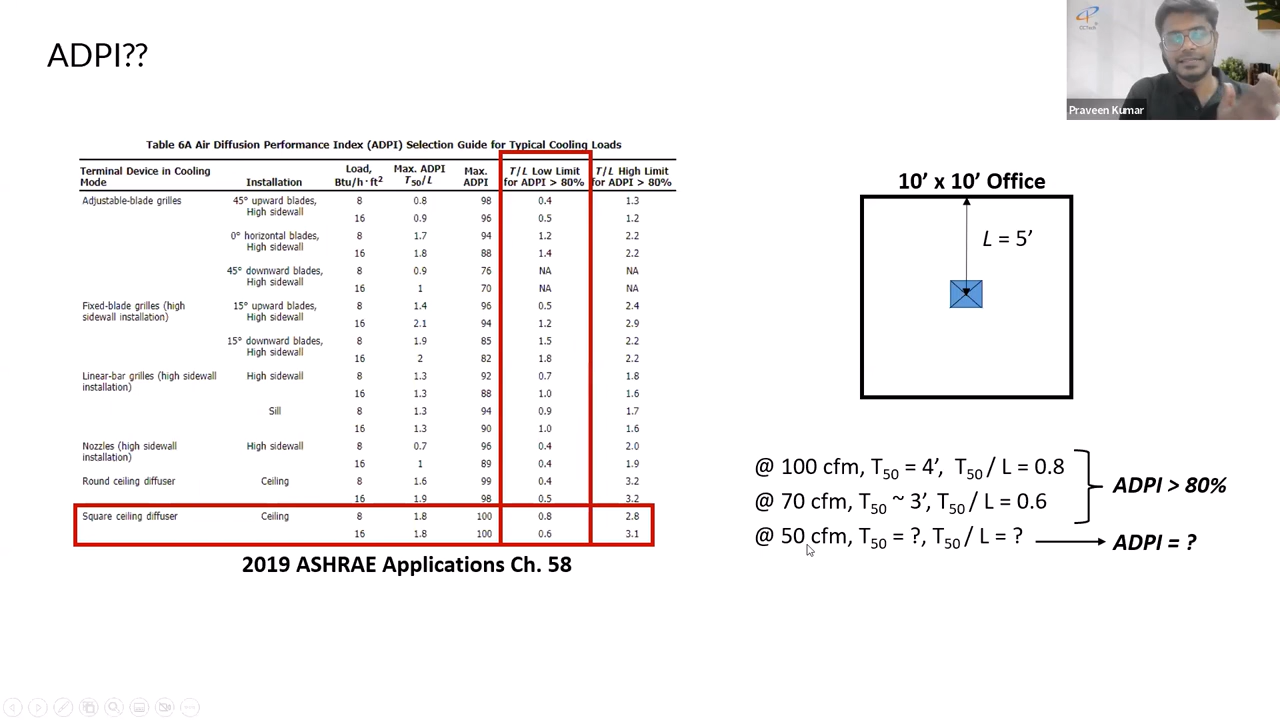 ADPI??
Praveen Kumar
Table 6A Air Diffusion Performance Index (ADPI) Selection Guide for Typical Cooling Loads
Terminal Device in Cooling Mode Installation Load, Btu/h · ft² Max. ADPI T50/L Max. ADPI T/L Low Limit for ADPI > 80% T/L High Limit for ADPI > 80%
Adjustable-blade grilles 45° upward blades, High sidewall 8 0.8 98 0.4 1.3
16 0.9 96 0.5 1.2
0° horizontal blades, High sidewall 8 1.7 94 1.2 2.2
16 1.8 88 1.4 2.2
45° downward blades, High sidewall 8 0.9 76 NA NA
16 1 70 NA NA
Fixed-blade grilles (high sidewall installation) 15° upward blades, High sidewall 8 1.4 96 0.5 2.4
16 2.1 94 1.2 2.9
15° downward blades, High sidewall 8 1.9 85 1.5 2.2
16 2 82 1.8 2.2
Linear-bar grilles (high sidewall installation) High sidewall 8 1.3 92 0.7 1.8
16 1.3 88 1.0 1.6
Sill 8 1.3 94 0.9 1.7
16 1.3 90 1.0 1.6
Nozzles (high sidewall installation) High sidewall 8 0.7 96 0.4 2.0
16 1 89 0.4 1.9
Round ceiling diffuser Ceiling 8 1.6 99 0.4 3.2
16 1.9 98 0.5 3.2
Square ceiling diffuser Ceiling 8 1.8 100 0.8 2.8
16 1.8 100 0.6 3.1
2019 ASHRAE Applications Ch. 58
10’ x 10’ Office
L = 5’
@ 100 cfm, T50 = 4’, T50 / L = 0.8
@ 70 cfm, T50 ~ 3’, T50 / L = 0.6
ADPI > 80%
@ 50 cfm, T50 = ?, T50 / L = ?
ADPI = ?